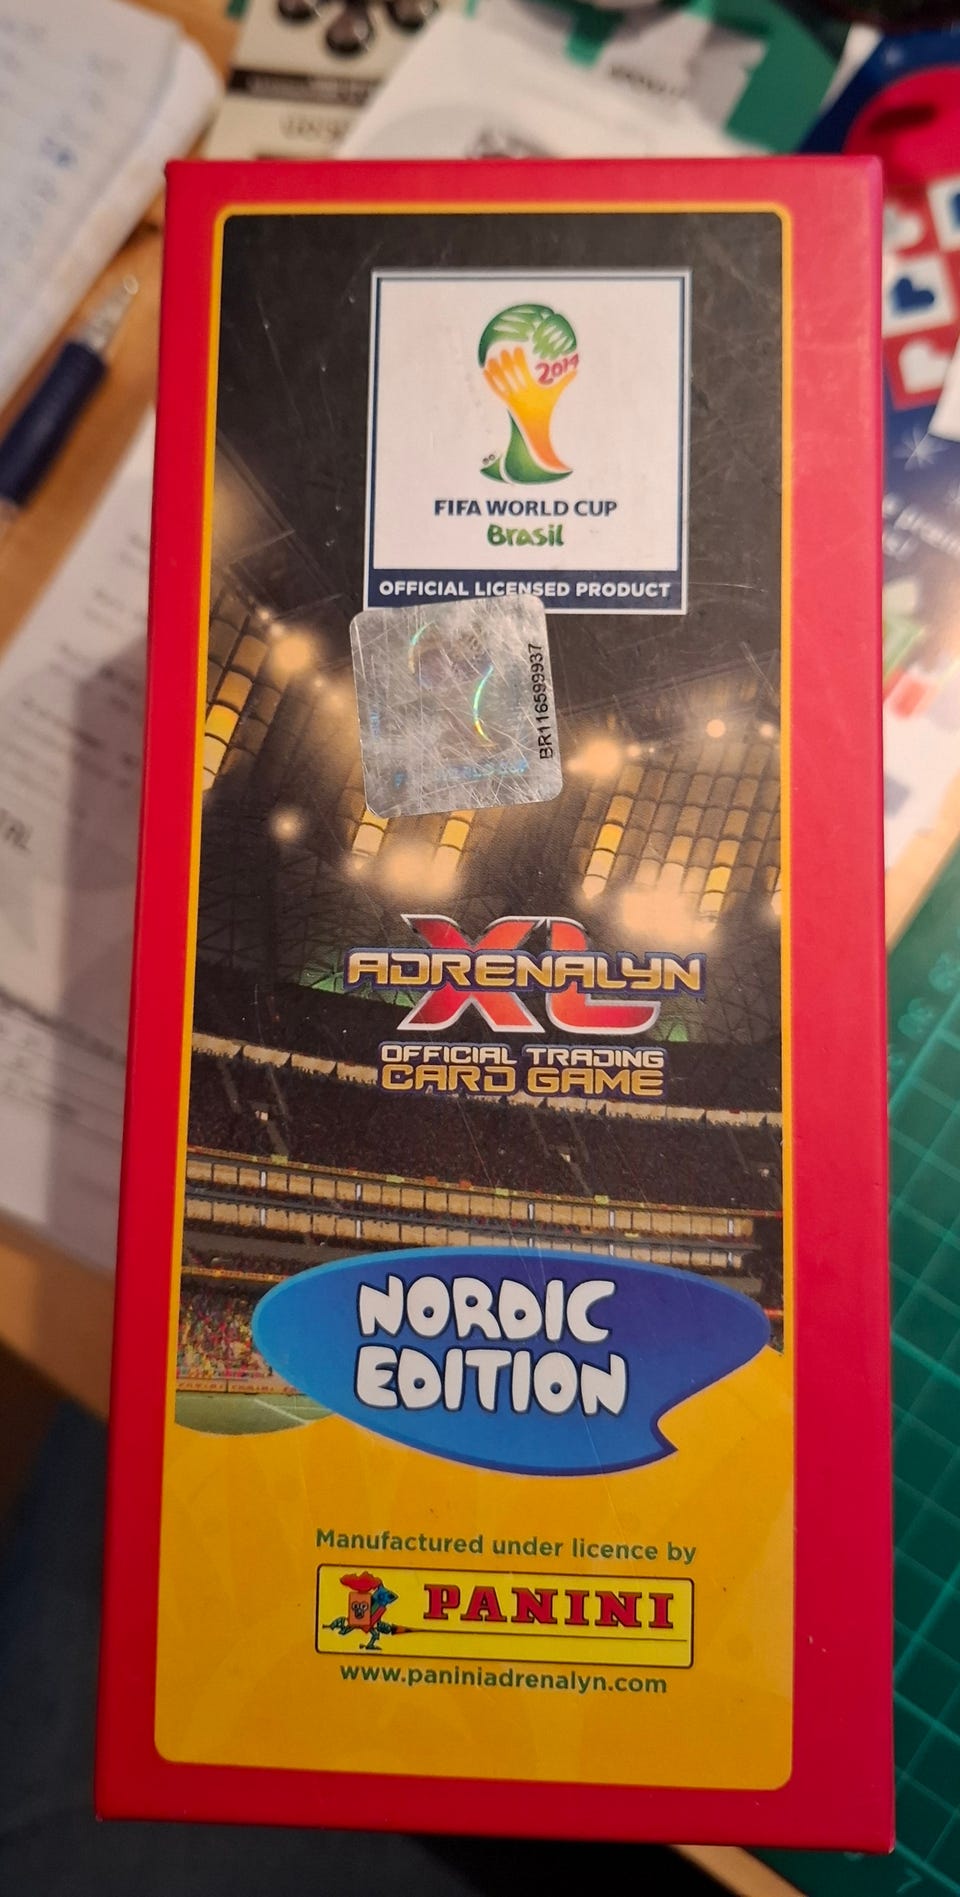 2014
FIFA WORLD CUP
Brasil
OFFICIAL LICENSED PRODUCT
BR116599937
ADRENALYN
XL
OFFICIAL TRADING
CARD GAME
NORDIC
EDITION
Manufactured under licence by
PANINI
www.paniniadrenalyn.com